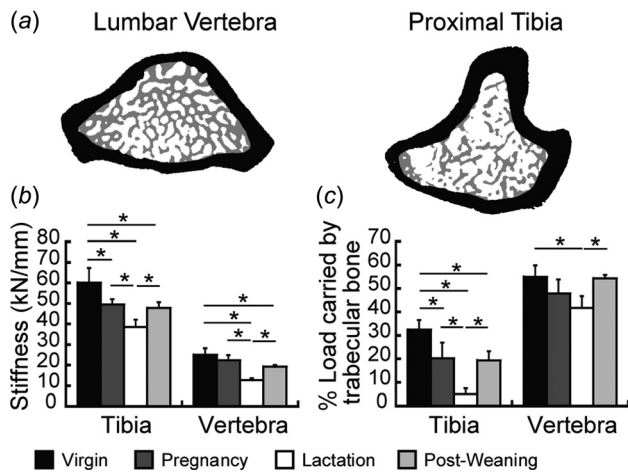 (a) Lumbar Vertebra Proximal Tibia
(b) (c)
Stiffness (kN/mm)
80
70
60
50
40
30
20
10
0
* * * * * * * * *
Tibia Vertebra
% Load carried by
trabecular bone
70
60
50
40
30
20
10
0
* * * * * * * *
Tibia Vertebra
Virgin Pregnancy Lactation Post-Weaning